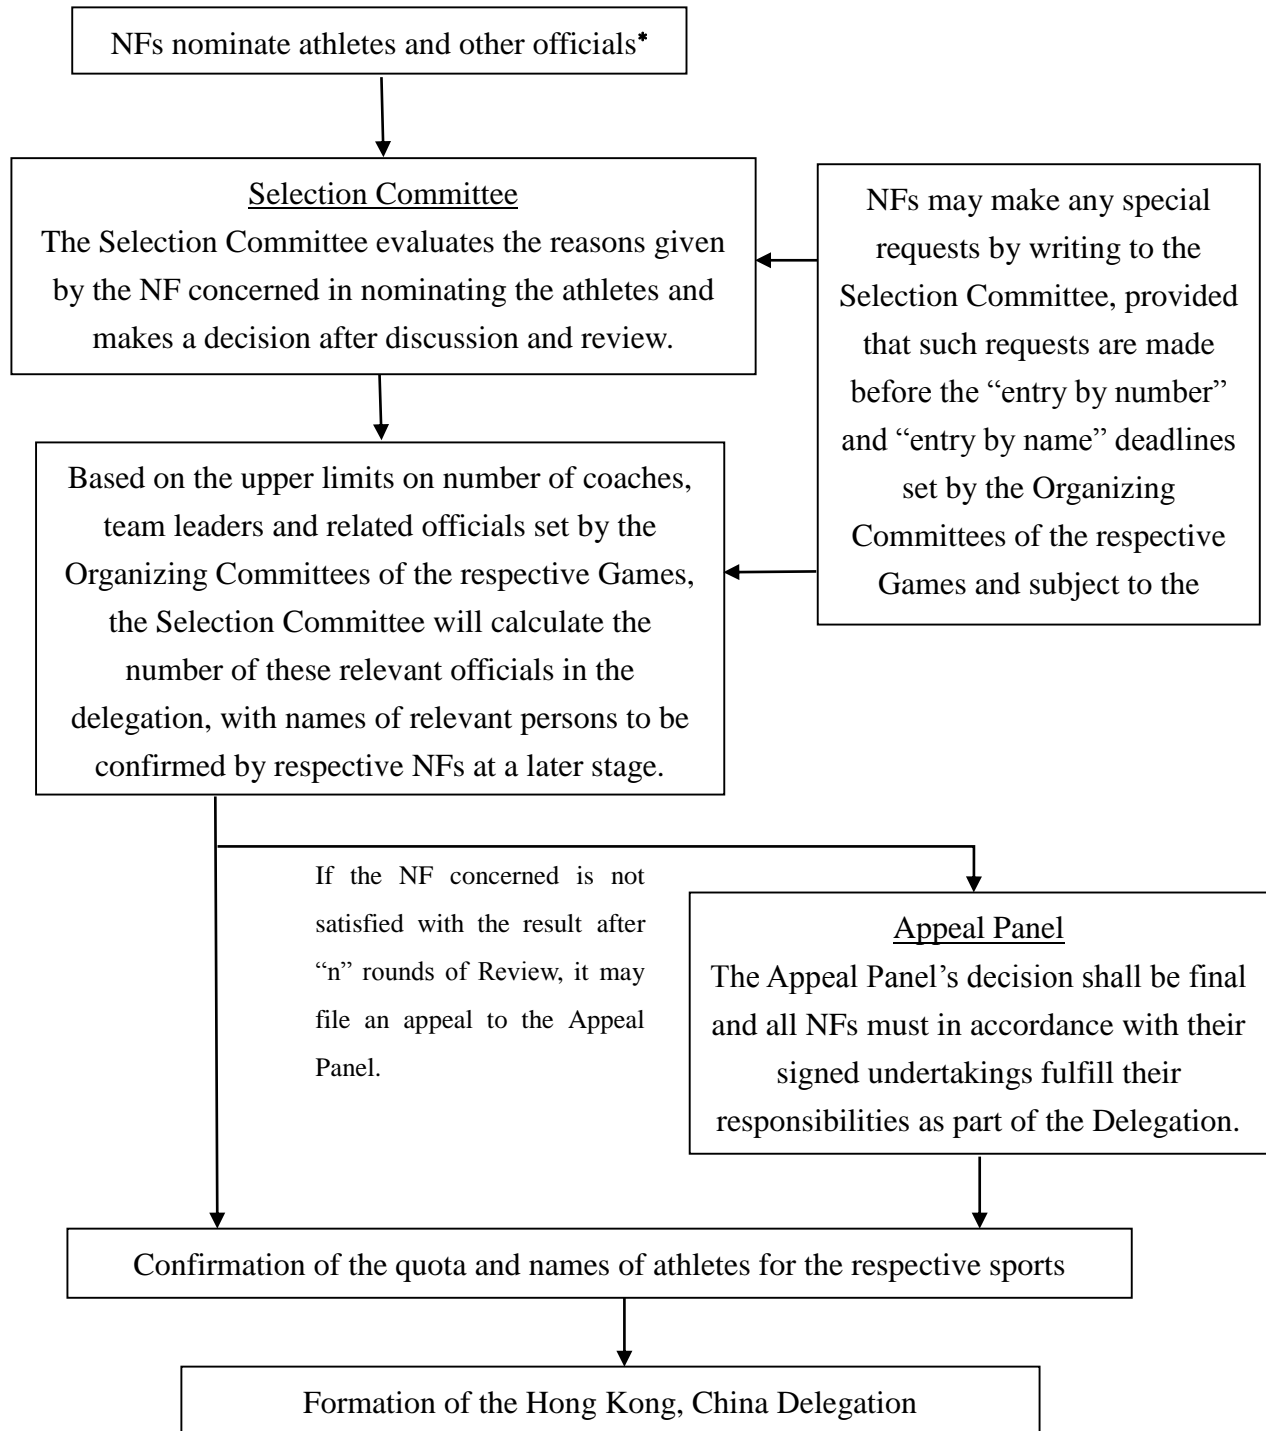 NFs nominate athletes and other officials*
Selection Committee
The Selection Committee evaluates the reasons given
by the NF concerned in nominating the athletes and
makes a decision after discussion and review.
NFs may make any special
requests by writing to the
Selection Committee, provided
that such requests are made
before the “entry by number”
and “entry by name” deadlines
set by the Organizing
Committees of the respective
Games and subject to the
Based on the upper limits on number of coaches,
team leaders and related officials set by the
Organizing Committees of the respective Games,
the Selection Committee will calculate the
number of these relevant officials in the
delegation, with names of relevant persons to be
confirmed by respective NFs at a later stage.
If the NF concerned is not
satisfied with the result after
“n” rounds of Review, it may
file an appeal to the Appeal
Panel.
Appeal Panel
The Appeal Panel’s decision shall be final
and all NFs must in accordance with their
signed undertakings fulfill their
responsibilities as part of the Delegation.
Confirmation of the quota and names of athletes for the respective sports
Formation of the Hong Kong, China Delegation